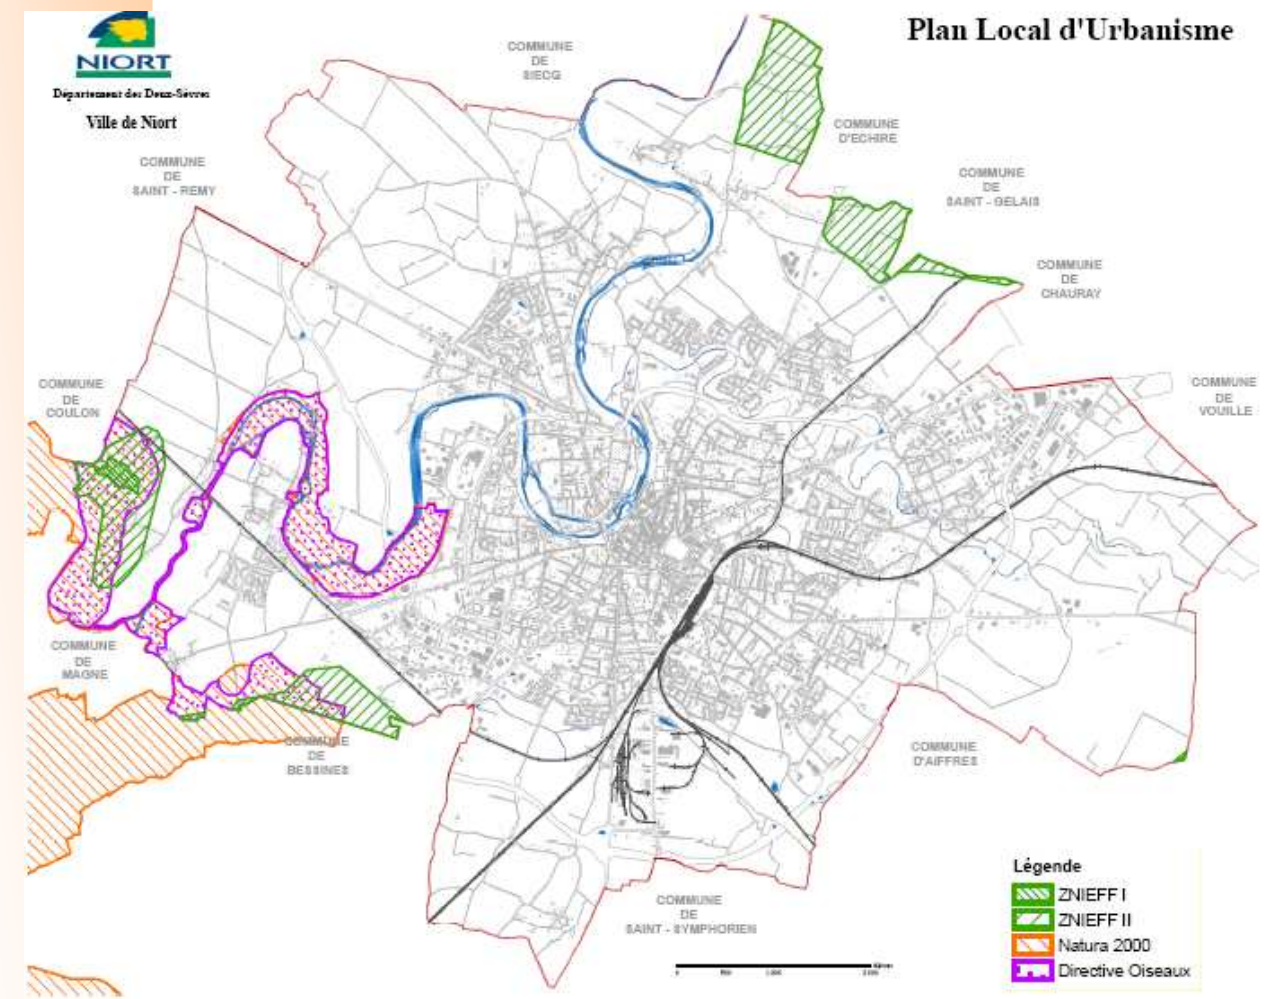 Plan Local d'Urbanisme
NIORT
Département des Deux-Sèvres
Ville de Niort
COMMUNE
DE
SIECQ
COMMUNE
D'ECHIRE
COMMUNE
DE
SAINT - REMY
COMMUNE
DE
SAINT - GELAIS
COMMUNE
DE
CHAURAY
COMMUNE
DE
COULON
COMMUNE
DE
VOUILLE
COMMUNE
DE
MAGNE
COMMUNE
DE
BESSINES
COMMUNE
D'AIFFRES
COMMUNE
DE
SAINT - SYMPHORIEN
Légende
ZNIEFF I
ZNIEFF II
Natura 2000
Directive Oiseaux
0 500